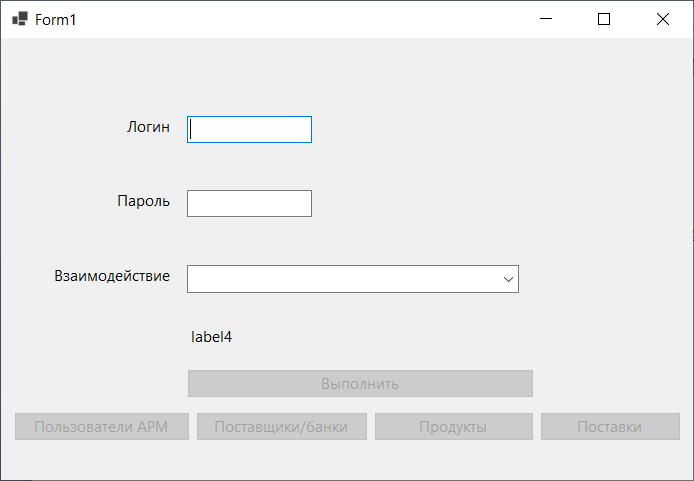 Form1
Логин
Пароль
Взаимодействие
label4
Выполнить
Пользователи АРМ Поставщики/банки Продукты Поставки